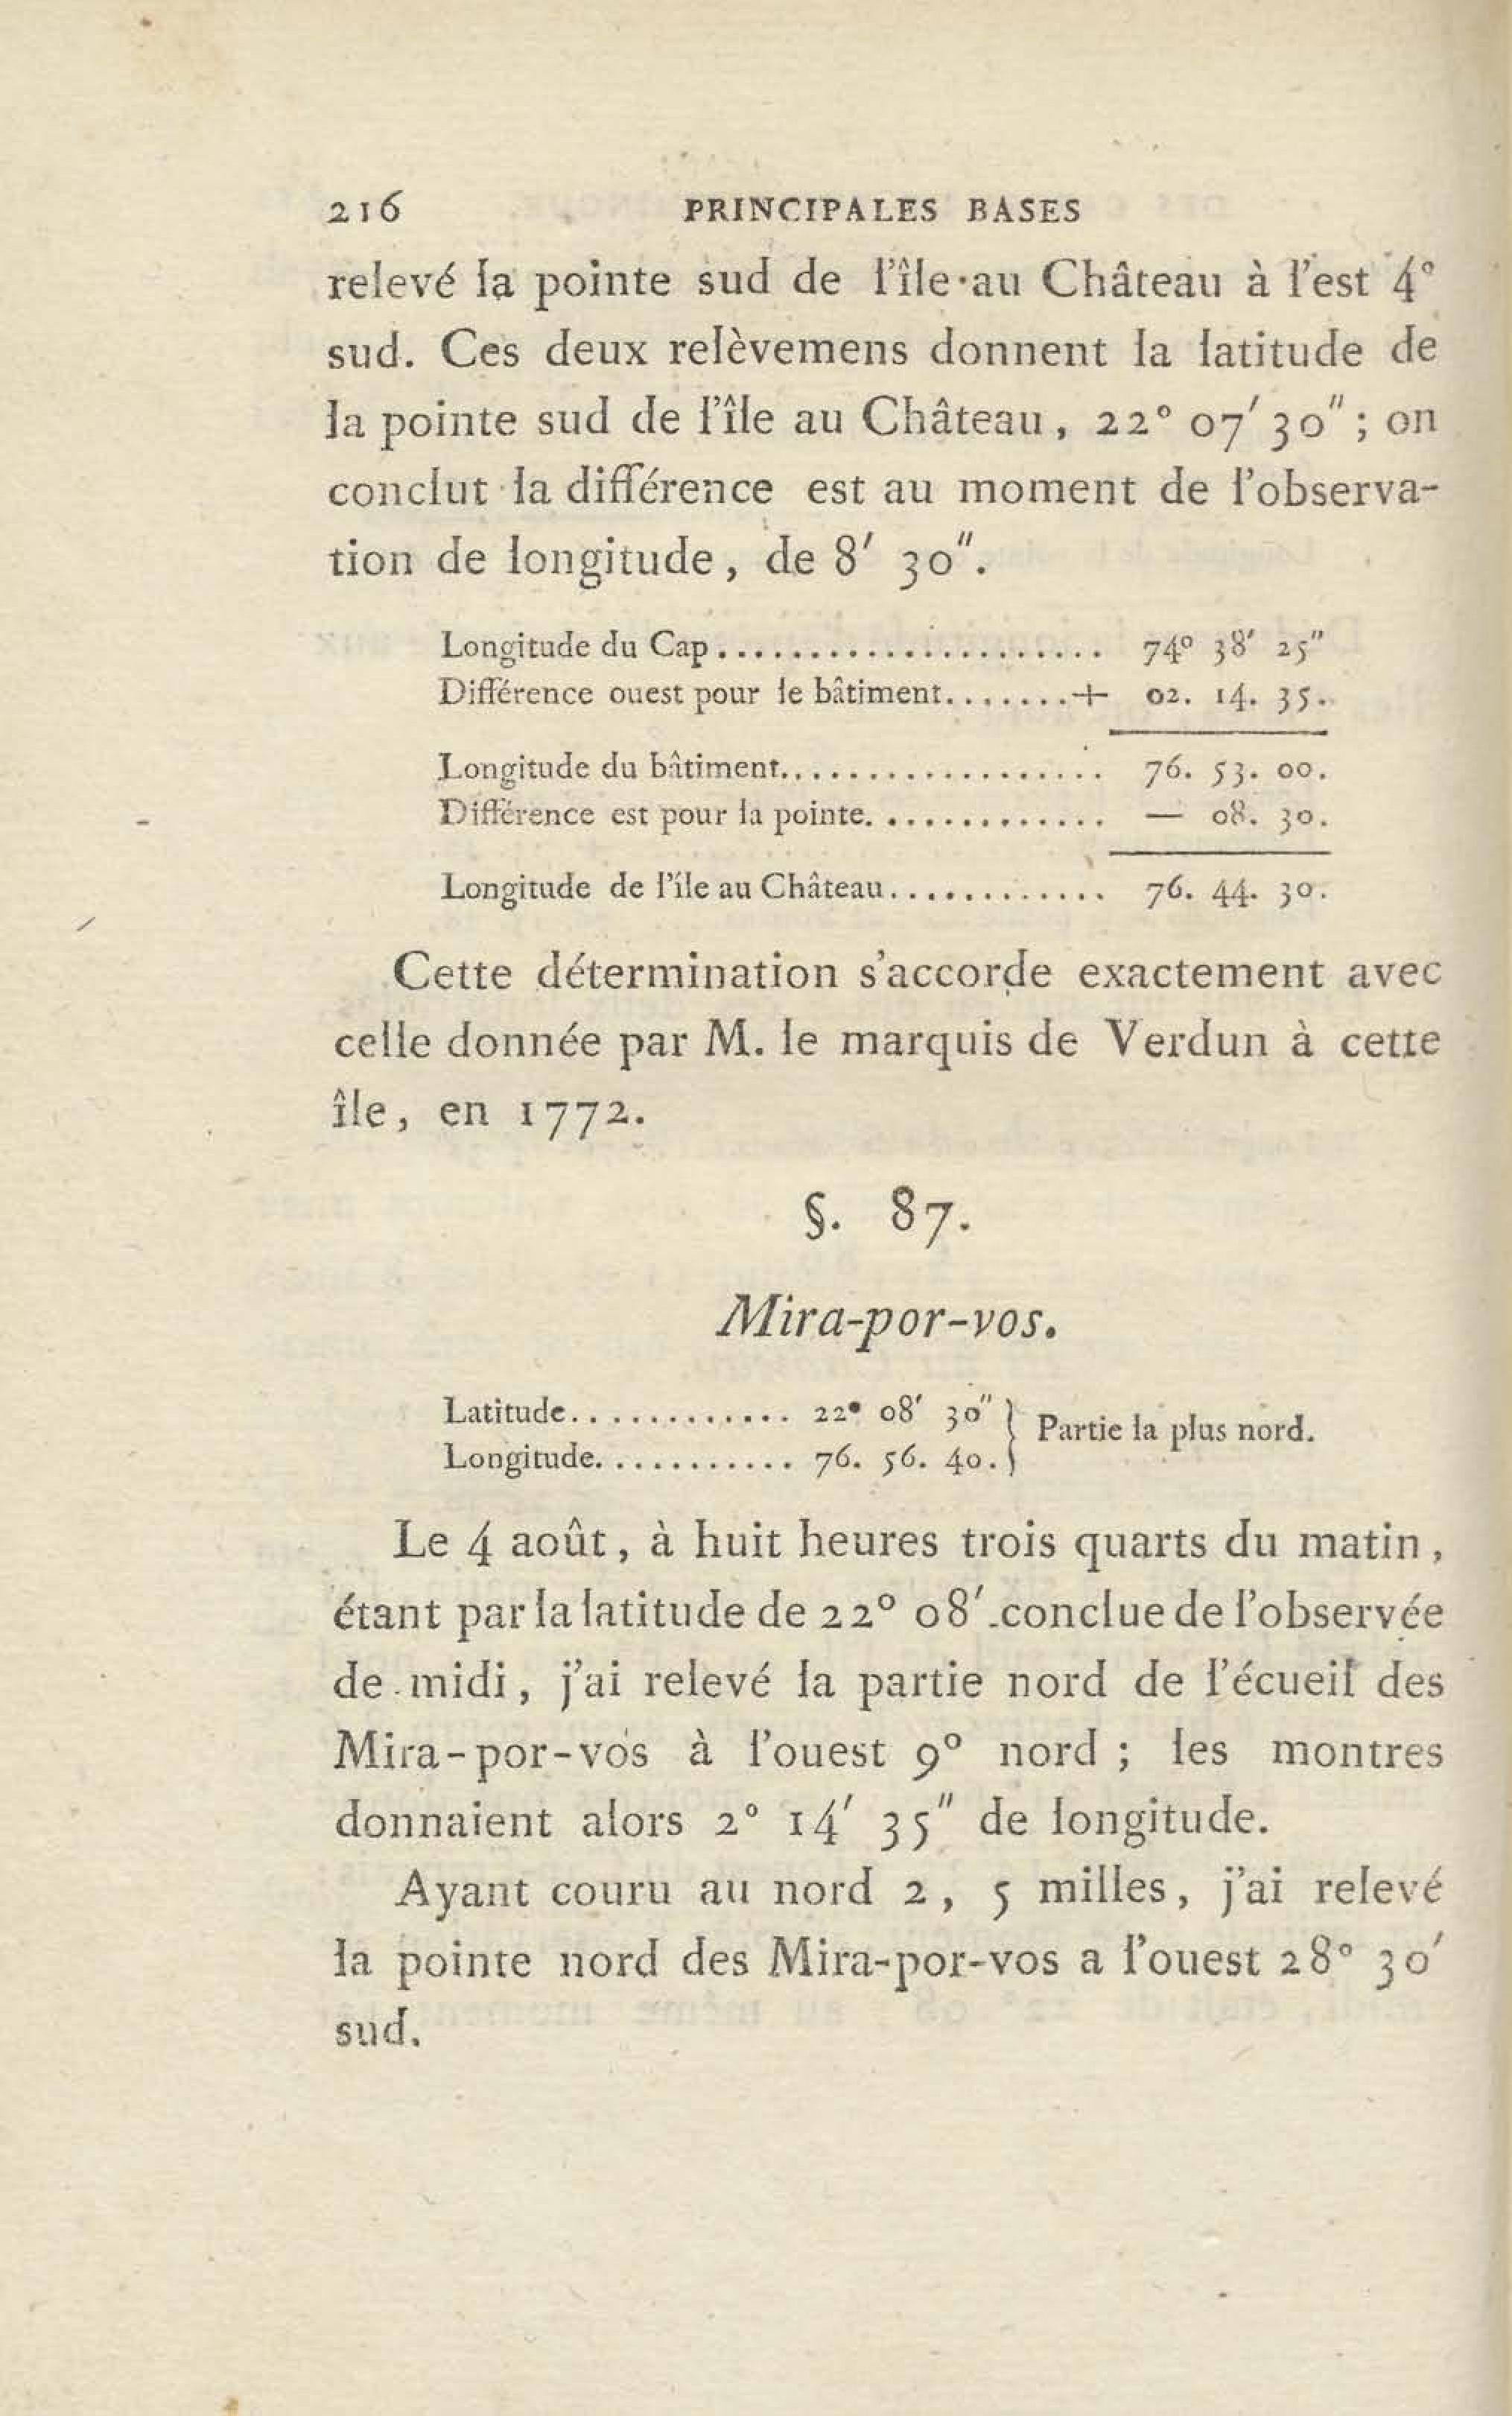 216 PRINCIPALES BASES
relevé la pointe sud de l'île au Château à l'est 4°
sud. Ces deux relèvemens donnent la latitude de
la pointe sud de l'île au Château, 22° 07′ 30″; on
conclut la différence est au moment de l'observa-
tion de longitude, de 8′ 30″.
Longitude du Cap..................... 74° 38′ 25″
Différence ouest pour le bâtiment.......+ 02. 14. 35.
Longitude du bâtiment.................. 76. 53. 00.
Différence est pour la pointe............. — 08. 30.
Longitude de l'île au Château............ 76. 44. 30.
Cette détermination s'accorde exactement avec
celle donnée par M. le marquis de Verdun à cette
île, en 1772.
§. 87.
Mira-por-vos.
Latitude............ 22° 08′ 30″ } Partie la plus nord.
Longitude........... 76. 56. 40. }
Le 4 août, à huit heures trois quarts du matin,
étant par la latitude de 22° 08′ conclue de l'observée
de midi, j'ai relevé la partie nord de l'écueil des
Mira-por-vos à l'ouest 9° nord; les montres
donnaient alors 2° 14′ 35″ de longitude.
Ayant couru au nord 2, 5 milles, j'ai relevé
la pointe nord des Mira-por-vos a l'ouest 28° 30′
sud.